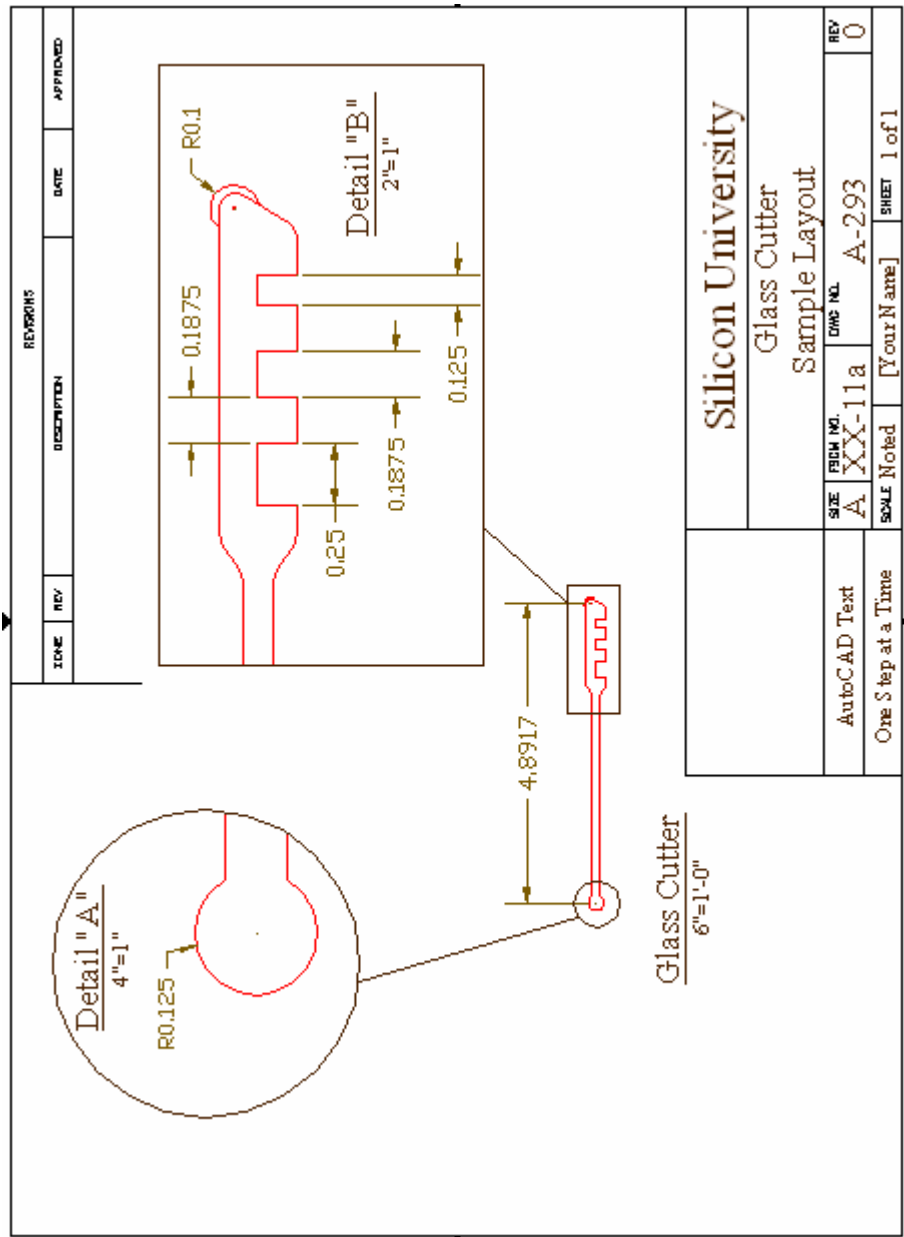 REVISIONS
ZONE REV DESCRIPTION DATE APPROVED
Detail "A"
4"=1"
R0.125
0.1875
R0.1
0.25
0.1875
0.125
Detail "B"
2"=1"
4.8917
Glass Cutter
6"=1'-0"
Silicon University
Glass Cutter
Sample Layout
AutoCAD Text
One Step at a Time
SIZE
A
FSCM NO.
XX-11a
DWG NO.
A-293
REV
0
SCALE Noted
[Your Name]
SHEET 1 of 1